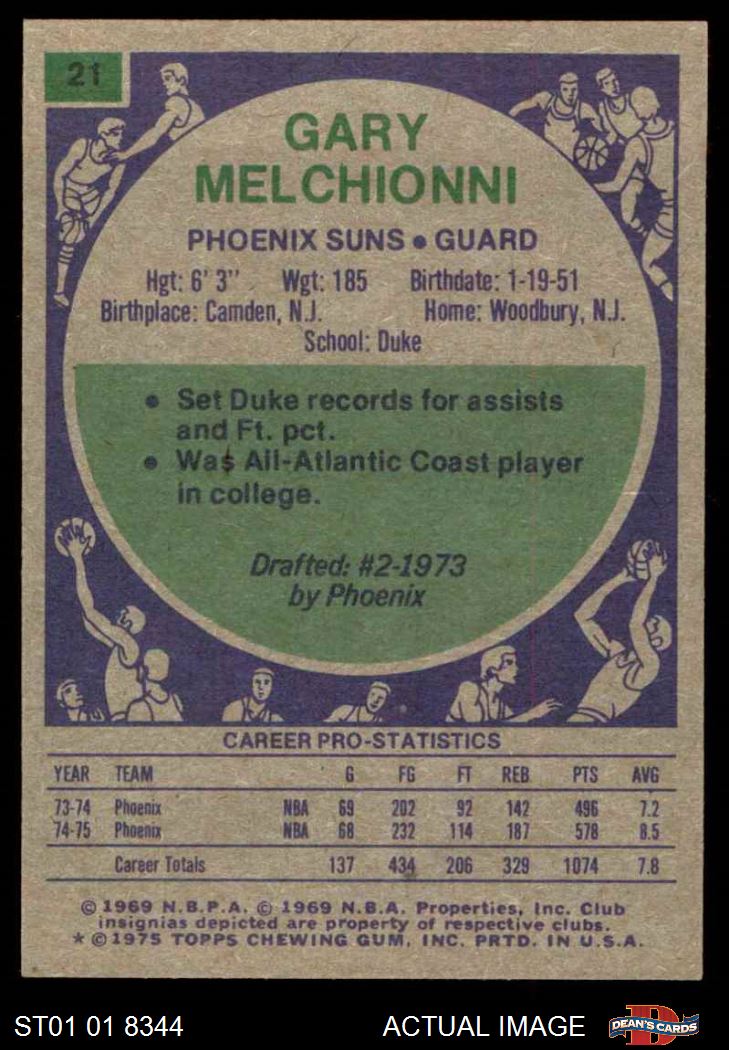 21
GARY
MELCHIONNI
PHOENIX SUNS • GUARD
Hgt: 6' 3" Wgt: 185 Birthdate: 1-19-51
Birthplace: Camden, N.J. Home: Woodbury, N.J.
School: Duke
• Set Duke records for assists
and Ft. pct.
• Was All-Atlantic Coast player
in college.
Drafted: #2-1973
by Phoenix
CAREER PRO-STATISTICS
YEAR TEAM G FG FT REB PTS AVG
73-74 Phoenix NBA 69 202 92 142 496 7.2
74-75 Phoenix NBA 68 232 114 187 578 8.5
Career Totals 137 434 206 329 1074 7.8
© 1969 N.B.P.A. © 1969 N.B.A. Properties, Inc. Club
insignias depicted are property of respective clubs.
* © 1975 TOPPS CHEWING GUM, INC. PRTD. IN U.S.A.
ST01 01 8344 ACTUAL IMAGE D DEAN'S CARDS